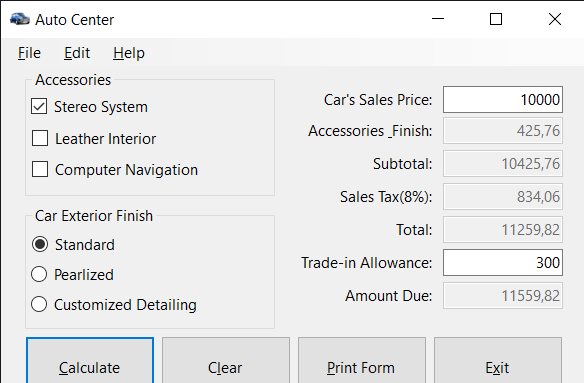 Auto Center
File Edit Help
Accessories
Stereo System
Leather Interior
Computer Navigation
Car Exterior Finish
Standard
Pearlized
Customized Detailing
Car's Sales Price: 10000
Accessories _Finish: 425,76
Subtotal: 10425,76
Sales Tax(8%): 834,06
Total: 11259,82
Trade-in Allowance: 300
Amount Due: 11559,82
Calculate Clear Print Form Exit